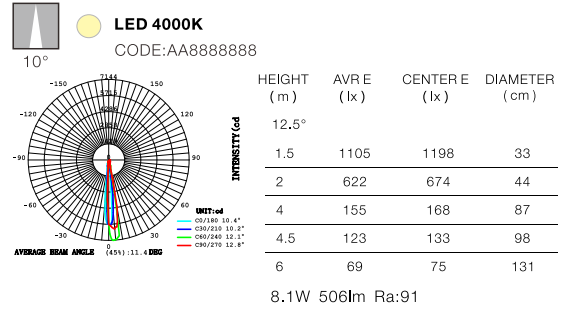 LED 4000K
CODE:AA8888888
10°
-150 7144 150
5715
4286
-120 120
-90 90
-60 60
-30 0 30
INTENSITY(cd
UNIT:cd
C0/180 10.4°
C30/210 10.2°
C60/240 12.1°
C90/270 12.8°
AVERAGE BEAM ANGLE (45%):11.4 DEG
HEIGHT AVR E CENTER E DIAMETER
(m) (lx) (lx) (cm)
12.5°
1.5 1105 1198 33
2 622 674 44
4 155 168 87
4.5 123 133 98
6 69 75 131
8.1W 506lm Ra:91